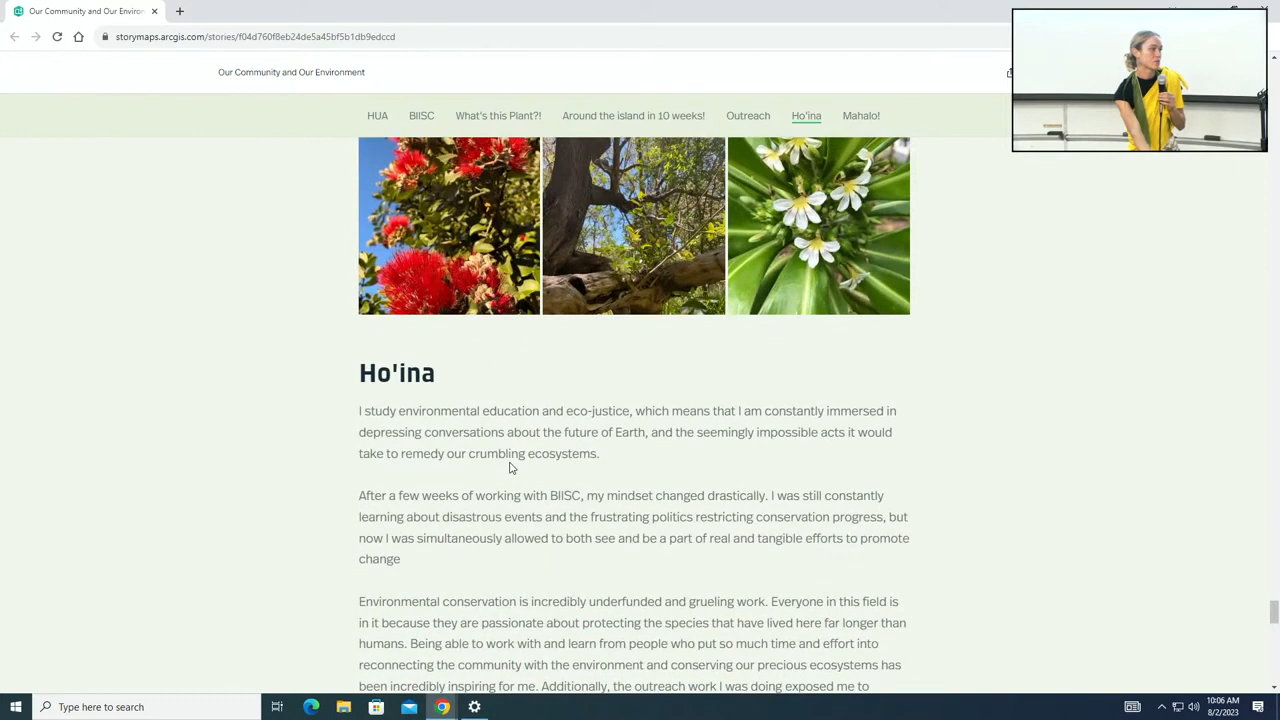 Our Community and Our Environ
storymaps.arcgis.com/stories/f04d760f8eb24de5a45bf5b1db9edccd
Our Community and Our Environment
HUA BIISC What's this Plant?! Around the island in 10 weeks! Outreach Ho'ina Mahalo!
Ho'ina
I study environmental education and eco-justice, which means that I am constantly immersed in
depressing conversations about the future of Earth, and the seemingly impossible acts it would
take to remedy our crumbling ecosystems.
After a few weeks of working with BIISC, my mindset changed drastically. I was still constantly
learning about disastrous events and the frustrating politics restricting conservation progress, but
now I was simultaneously allowed to both see and be a part of real and tangible efforts to promote
change
Environmental conservation is incredibly underfunded and grueling work. Everyone in this field is
in it because they are passionate about protecting the species that have lived here far longer than
humans. Being able to work with and learn from people who put so much time and effort into
reconnecting the community with the environment and conserving our precious ecosystems has
been incredibly inspiring for me. Additionally, the outreach work I was doing exposed me to
Type here to search
10:06 AM
8/2/2023